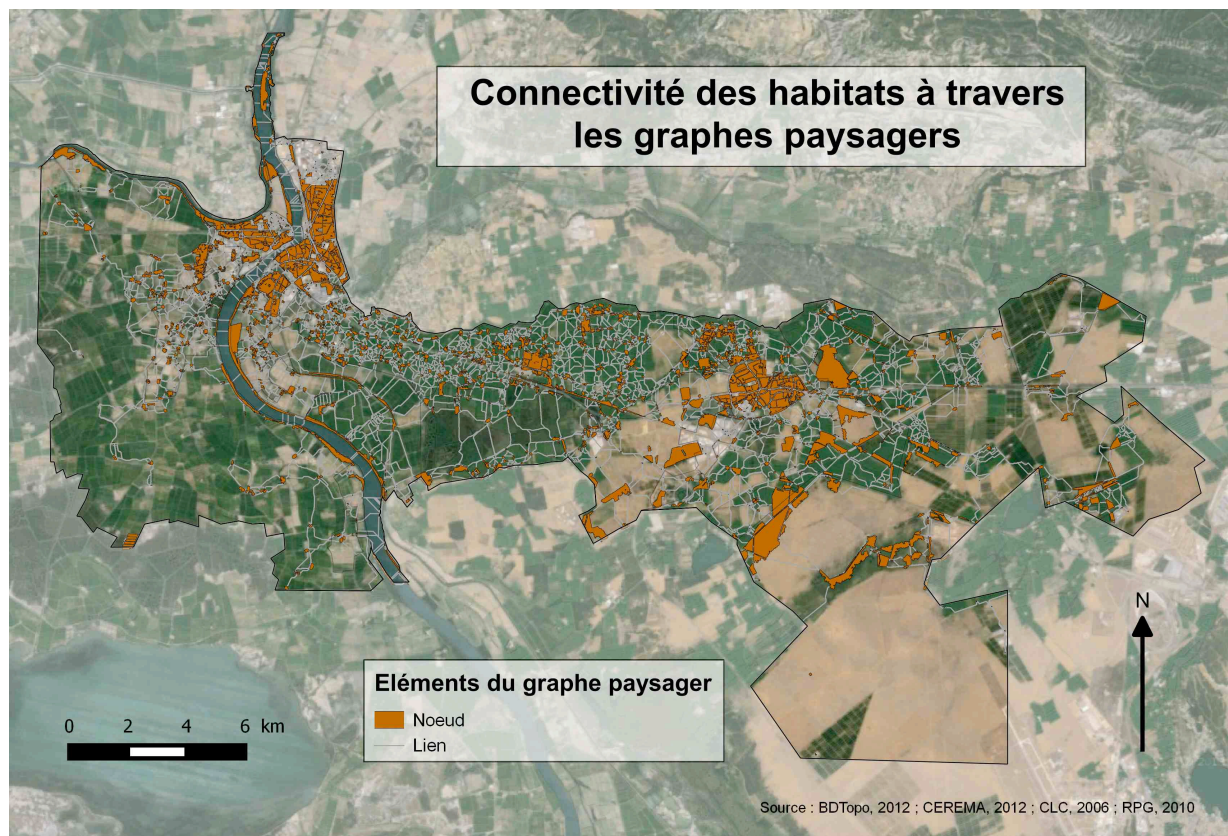 Connectivité des habitats à travers
les graphes paysagers
N
Eléments du graphe paysager
Noeud
Lien
0 2 4 6 km
Source : BDTopo, 2012 ; CEREMA, 2012 ; CLC, 2006 ; RPG, 2010